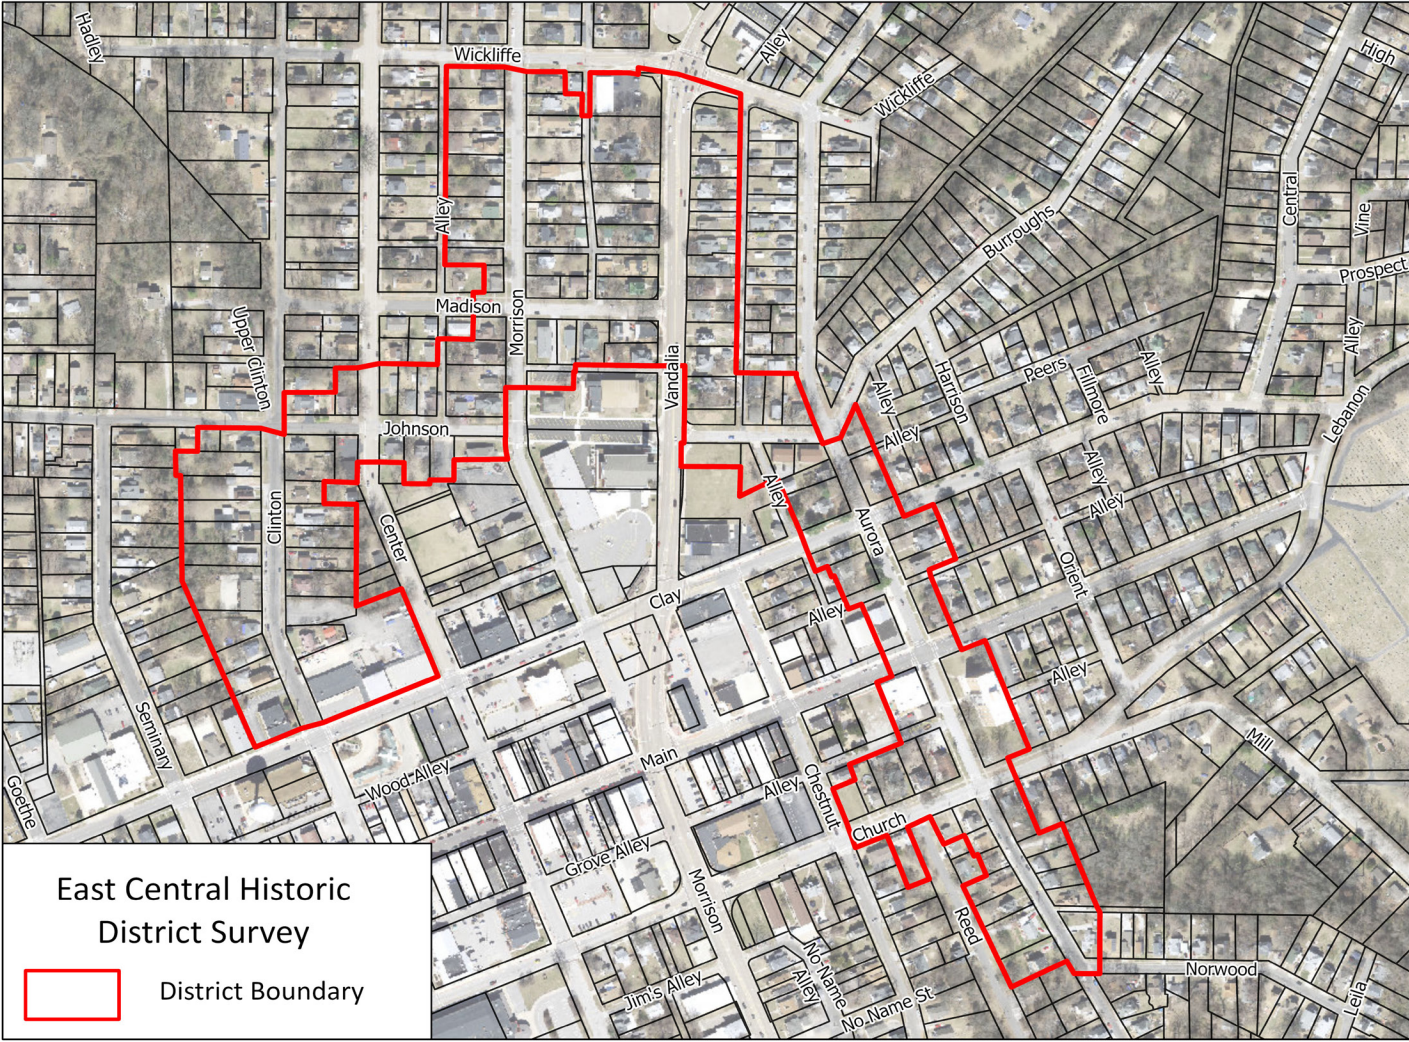 Hadley
Wickliffe
Alley
Wickliffe
High
Alley
Central
Vine
Burroughs
Prospect
Upper Clinton
Madison
Morrison
Vandalia
Alley
Harrison
Peers
Fillmore
Alley
Alley
Lebanon
Johnson
Alley
Alley
Alley
Alley
Clinton
Center
Aurora
Orient
Clay
Alley
Alley
Seminary
Main
Mill
Wood Alley
Alley
Chestnut
Goethe
Church
Grove Alley
Morrison
Reed
No Name
Alley
Norwood
Jim's Alley
No Name St
Leila
East Central Historic
District Survey
District Boundary